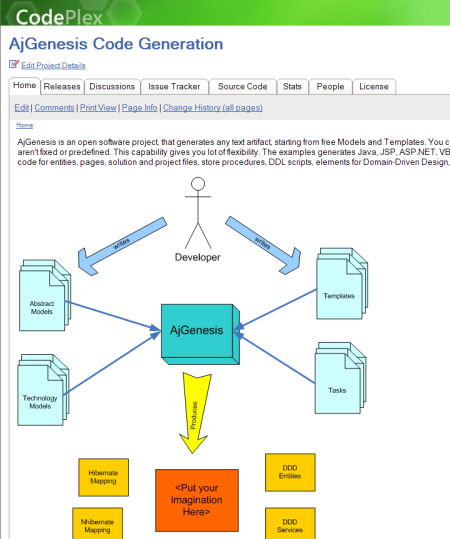 CodePlex
AjGenesis Code Generation
Edit Project Details
Home Releases Discussions Issue Tracker Source Code Stats People License
Edit | Comments | Print View | Page Info | Change History (all pages)
Home
AjGenesis is an open software project, that generates any text artifact, starting from free Models and Templates. You c
aren't fixed or predefined. This capability gives you lot of flexibility. The examples generates Java, JSP, ASP.NET, VB
code for entities, pages, solution and project files, store procedures, DDL scripts, elements for Domain-Driven Design,
writes
writes
Developer
Abstract
Models
Templates
AjGenesis
Technology
Models
Tasks
Produces
Hibernate
Mapping
<Put your
Imagination
Here>
DDD
Entities
Nhibernate
Mapping
DDD
Services